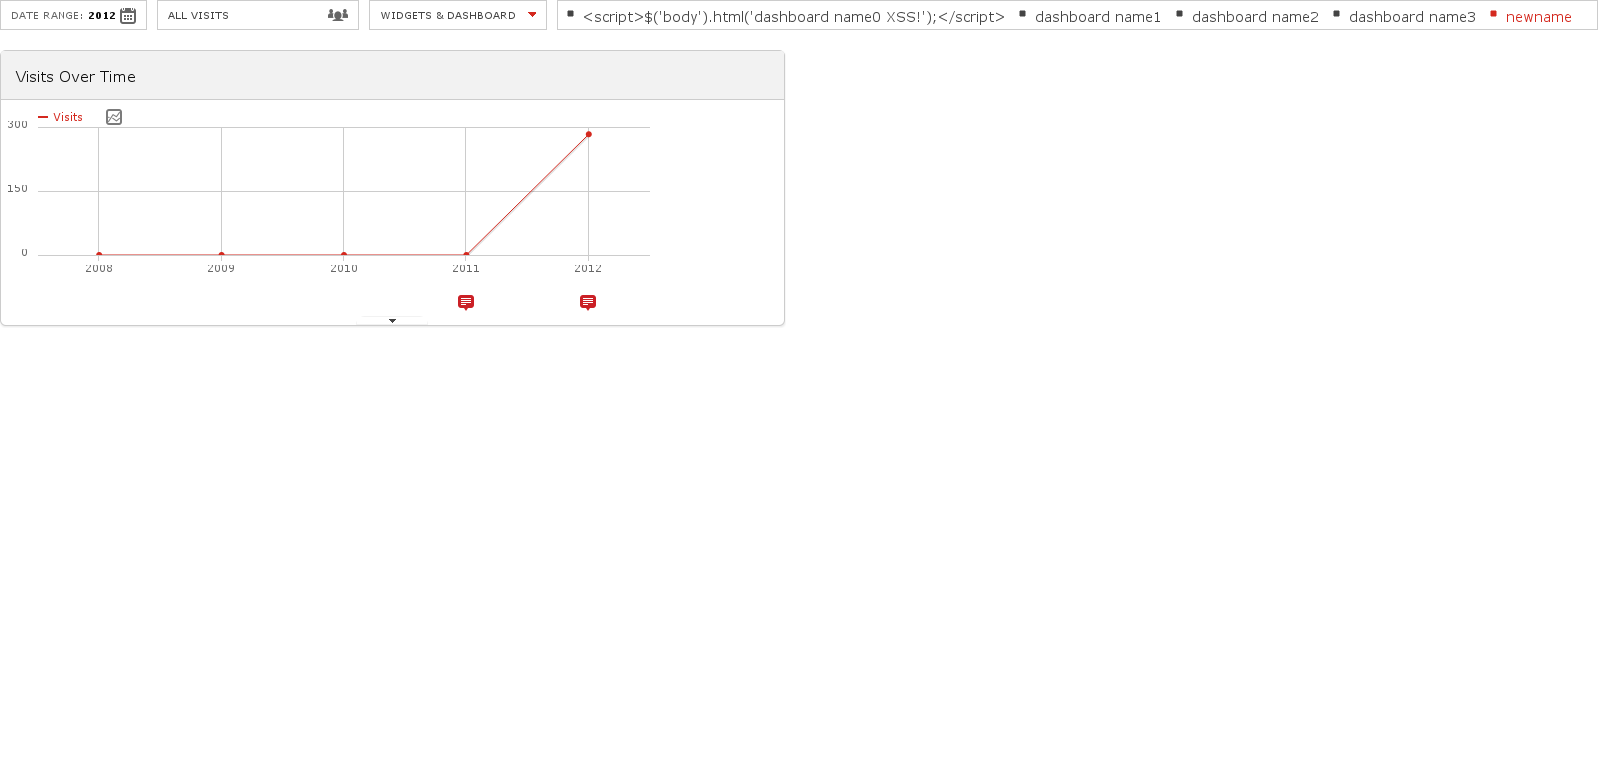 DATE RANGE: 2012 ALL VISITS WIDGETS & DASHBOARD <script>$('body').html('dashboard name0 XSS!');</script> dashboard name1 dashboard name2 dashboard name3 newname
Visits Over Time
Visits
300
150
0
2008 2009 2010 2011 2012